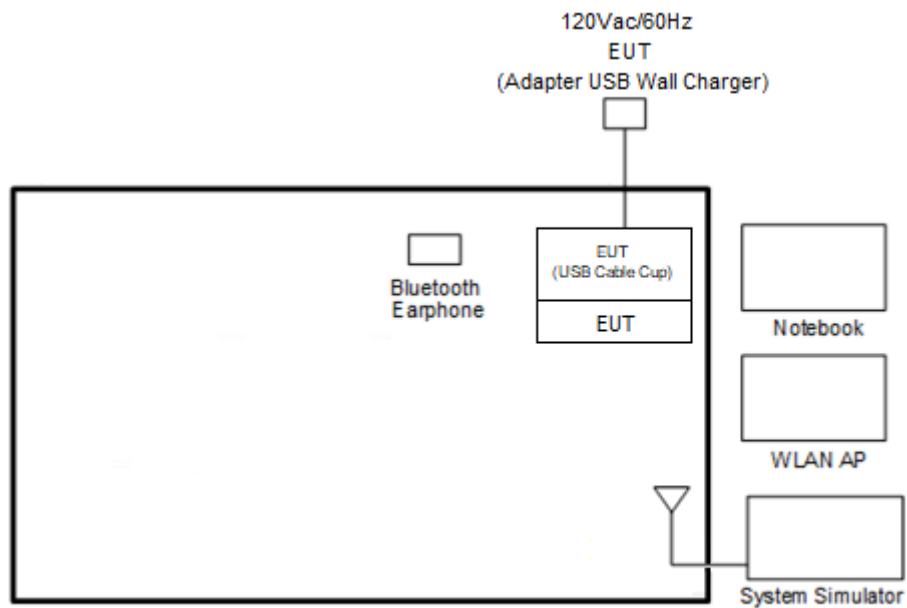 120Vac/60Hz
EUT
(Adapter USB Wall Charger)
EUT
(USB Cable Cup)
EUT
Bluetooth
Earphone
Notebook
WLAN AP
System Simulator